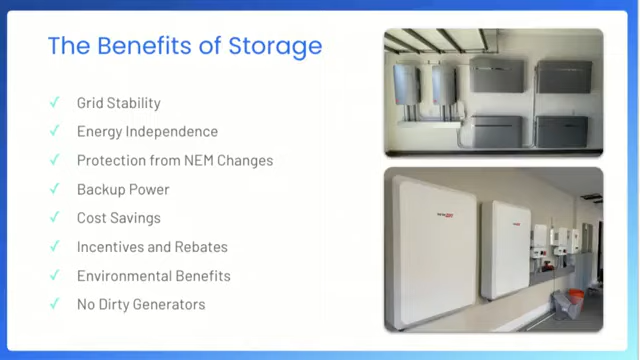 The Benefits of Storage
✓ Grid Stability
✓ Energy Independence
✓ Protection from NEM Changes
✓ Backup Power
✓ Cost Savings
✓ Incentives and Rebates
✓ Environmental Benefits
✓ No Dirty Generators